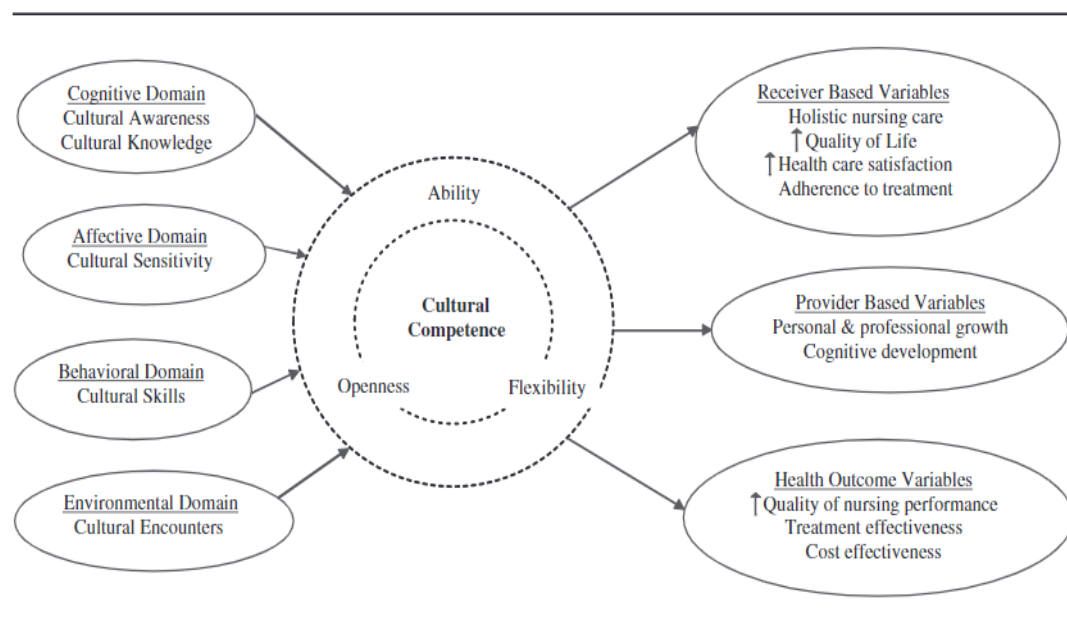 Cognitive Domain
Cultural Awareness
Cultural Knowledge
Affective Domain
Cultural Sensitivity
Behavioral Domain
Cultural Skills
Environmental Domain
Cultural Encounters
Ability
Cultural
Competence
Openness
Flexibility
Receiver Based Variables
Holistic nursing care
↑Quality of Life
↑Health care satisfaction
Adherence to treatment
Provider Based Variables
Personal & professional growth
Cognitive development
Health Outcome Variables
↑Quality of nursing performance
Treatment effectiveness
Cost effectiveness